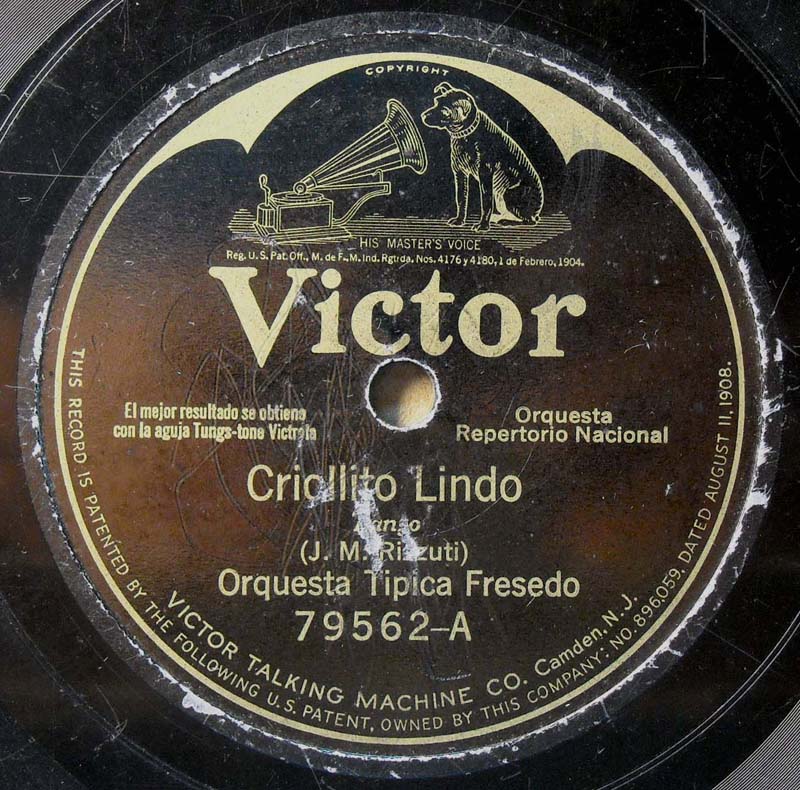 COPYRIGHT
HIS MASTER'S VOICE
Reg. U.S. Pat. Off., M. de F., M. Ind. Rgtrda. Nos. 4176 y 4180, 1 de Febrero, 1904.
Victor
El mejor resultado se obtiene
con la aguja Tungs-tone Victrola
Orquesta
Repertorio Nacional
Criollito Lindo
Tango
(J. M. Rizzuti)
Orquesta Tipica Fresedo
79562-A
VICTOR TALKING MACHINE CO. Camden, N. J.
THIS RECORD IS PATENTED BY THE FOLLOWING U.S. PATENT, OWNED BY THIS COMPANY: NO. 896,059, DATED AUGUST 11, 1908.